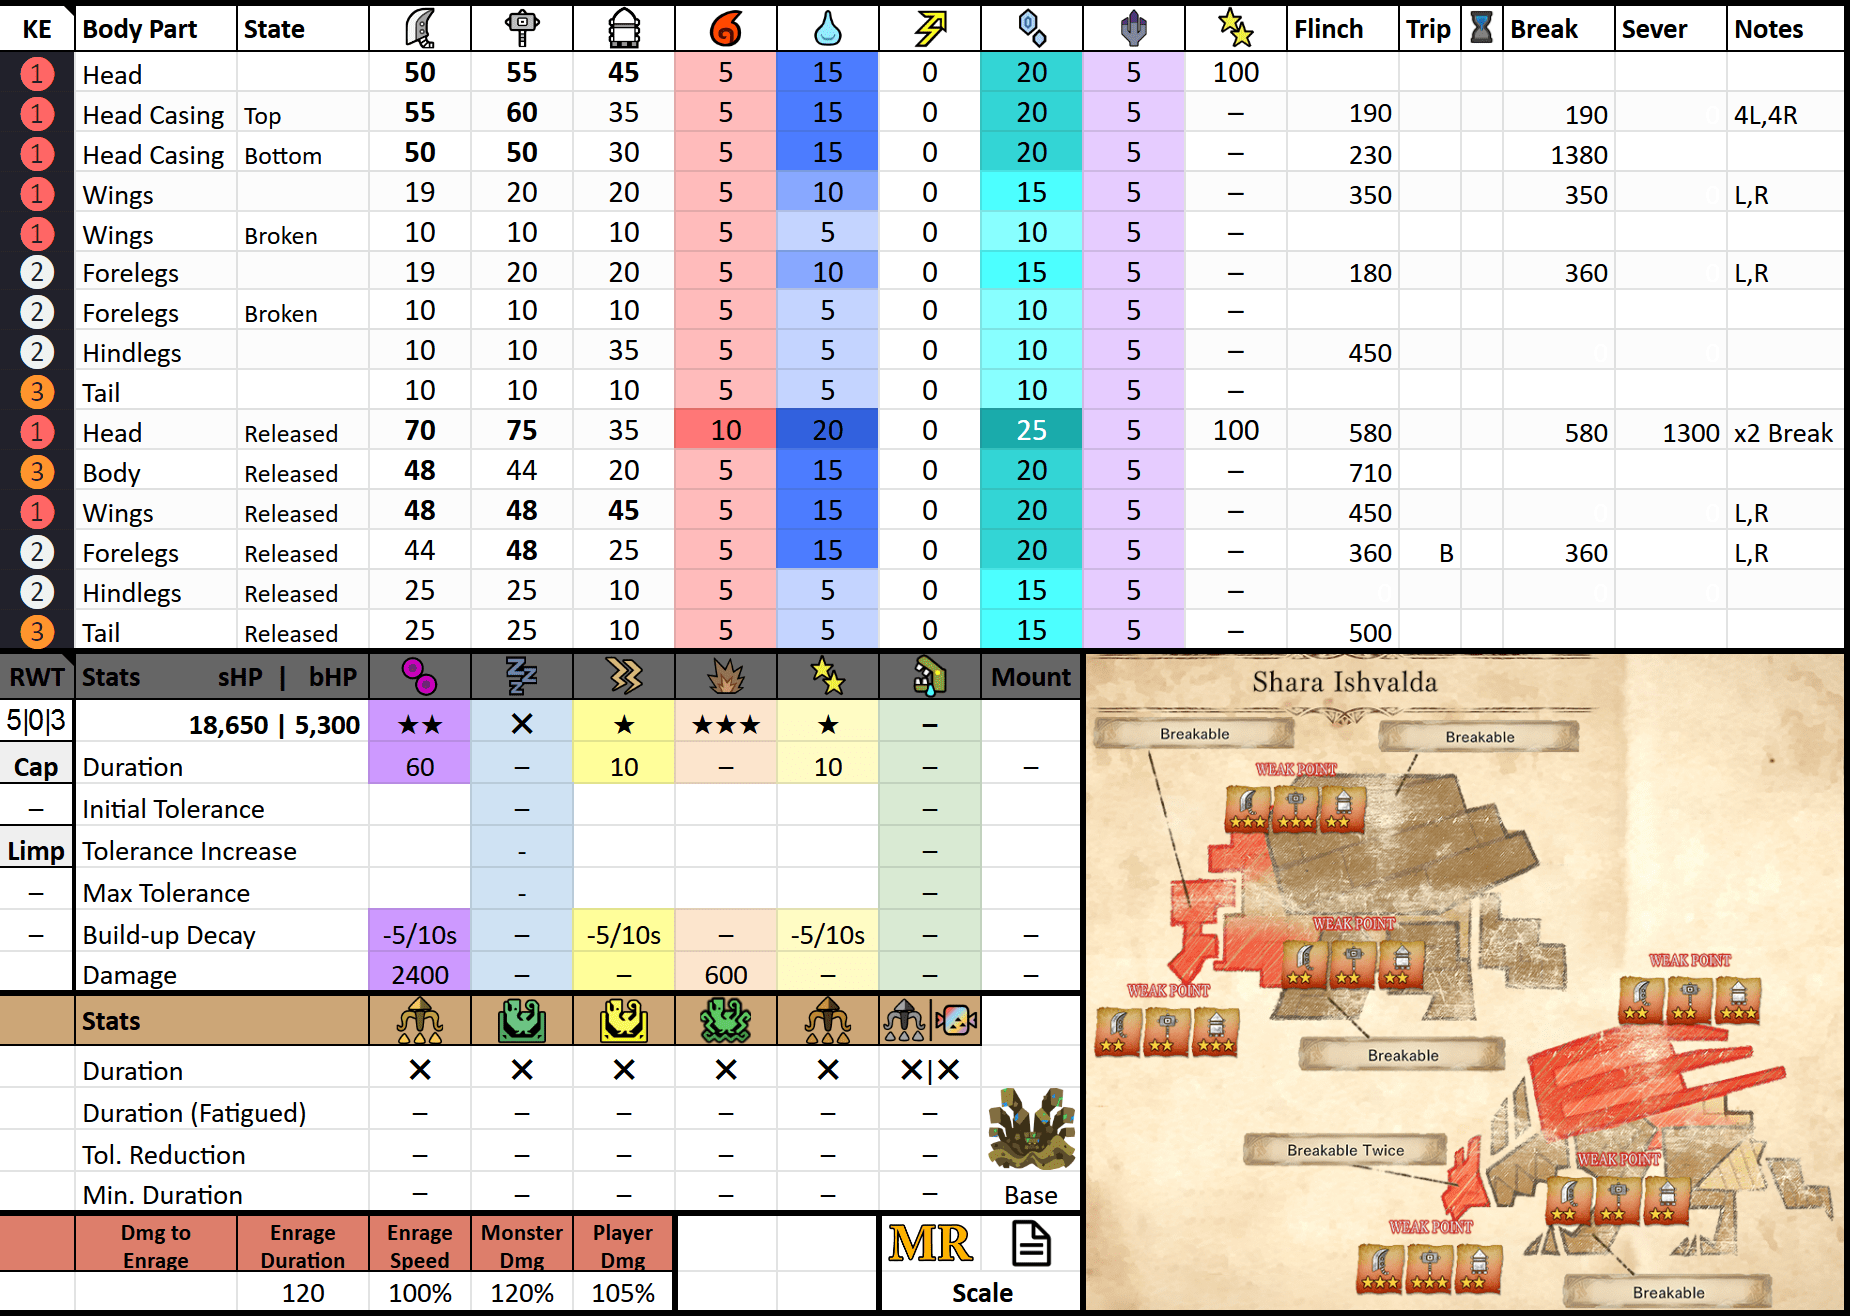 KE Body Part State Flinch Trip Break Sever Notes
1 Head 50 55 45 5 15 0 20 5 100
1 Head Casing Top 55 60 35 5 15 0 20 5 – 190 190 4L,4R
1 Head Casing Bottom 50 50 30 5 15 0 20 5 – 230 1380
1 Wings 19 20 20 5 10 0 15 5 – 350 350 L,R
1 Wings Broken 10 10 10 5 5 0 10 5 –
2 Forelegs 19 20 20 5 10 0 15 5 – 180 360 L,R
2 Forelegs Broken 10 10 10 5 5 0 10 5 –
2 Hindlegs 10 10 35 5 5 0 10 5 – 450
3 Tail 10 10 10 5 5 0 10 5 –
1 Head Released 70 75 35 10 20 0 25 5 100 580 580 1300 x2 Break
3 Body Released 48 44 20 5 15 0 20 5 – 710
1 Wings Released 48 48 45 5 15 0 20 5 – 450 L,R
2 Forelegs Released 44 48 25 5 15 0 20 5 – 360 B 360 L,R
2 Hindlegs Released 25 25 10 5 5 0 15 5 –
3 Tail Released 25 25 10 5 5 0 15 5 – 500
RWT Stats sHP | bHP Mount
5|0|3 18,650 | 5,300 ★★ ✕ ★ ★★★ ★ –
Cap Duration 60 – 10 – 10 – –
– Initial Tolerance – –
Limp Tolerance Increase - –
– Max Tolerance - –
– Build-up Decay -5/10s – -5/10s – -5/10s – –
Damage 2400 – – 600 – – –
Stats
Duration ✕ ✕ ✕ ✕ ✕ ✕|✕
Duration (Fatigued) – – – – – –
Tol. Reduction – – – – – –
Min. Duration – – – – – – Base
Dmg to Enrage Enrage Duration Enrage Speed Monster Dmg Player Dmg MR
120 100% 120% 105% Scale
Shara Ishvalda
Breakable
Breakable
WEAK POINT
WEAK POINT
WEAK POINT
WEAK POINT
Breakable
Breakable Twice
WEAK POINT
WEAK POINT
Breakable